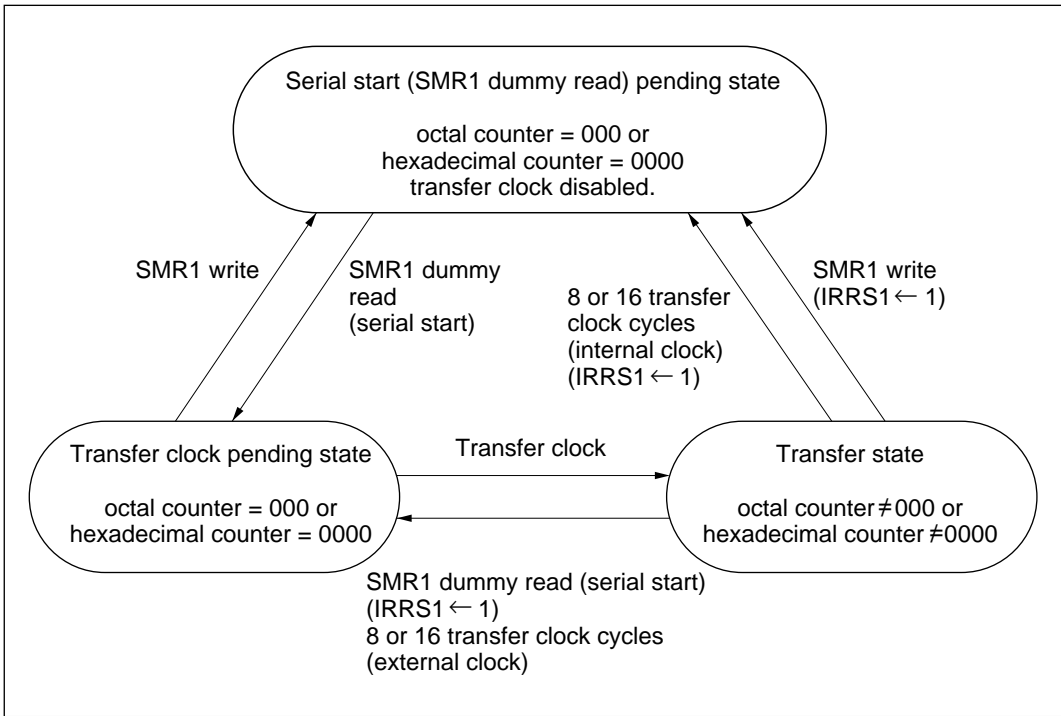 Serial start (SMR1 dummy read) pending state
octal counter = 000 or
hexadecimal counter = 0000
transfer clock disabled.
SMR1 write
SMR1 dummy
read
(serial start)
8 or 16 transfer
clock cycles
(internal clock)
(IRRS1 ← 1)
SMR1 write
(IRRS1 ← 1)
Transfer clock pending state
octal counter = 000 or
hexadecimal counter = 0000
Transfer clock
Transfer state
octal counter ≠ 000 or
hexadecimal counter ≠ 0000
SMR1 dummy read (serial start)
(IRRS1 ← 1)
8 or 16 transfer clock cycles
(external clock)